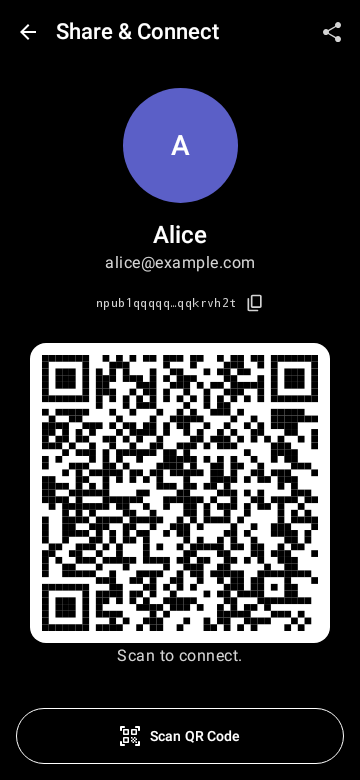 Share & Connect
A
Alice
alice@example.com
npub1qqqqq…qqkrvh2t
Scan to connect.
Scan QR Code